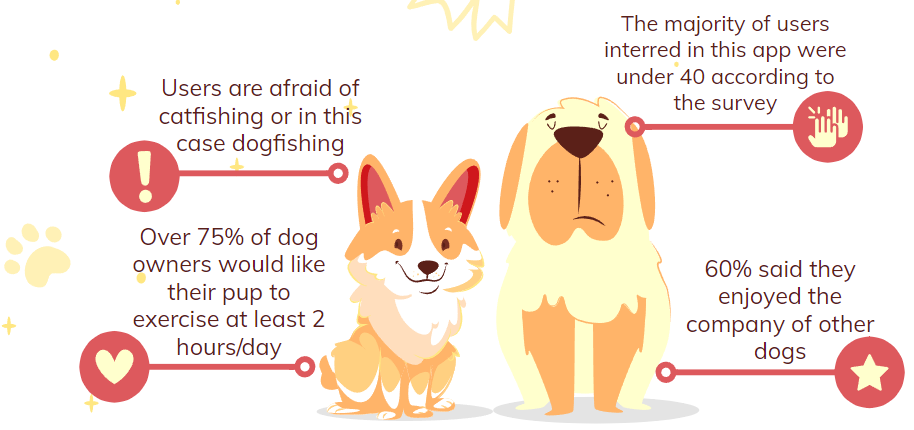 Users are afraid of
catfishing or in this
case dogfishing
The majority of users
interred in this app were
under 40 according to
the survey
Over 75% of dog
owners would like
their pup to
exercise at least 2
hours/day
60% said they
enjoyed the
company of other
dogs